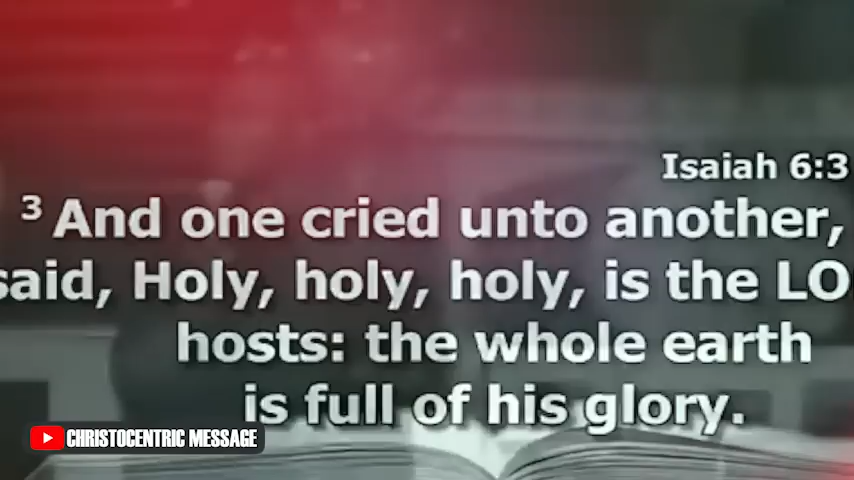 Isaiah 6:3
3 And one cried unto another,
said, Holy, holy, holy, is the LO
hosts: the whole earth
is full of his glory.
CHRISTOCENTRIC MESSAGE